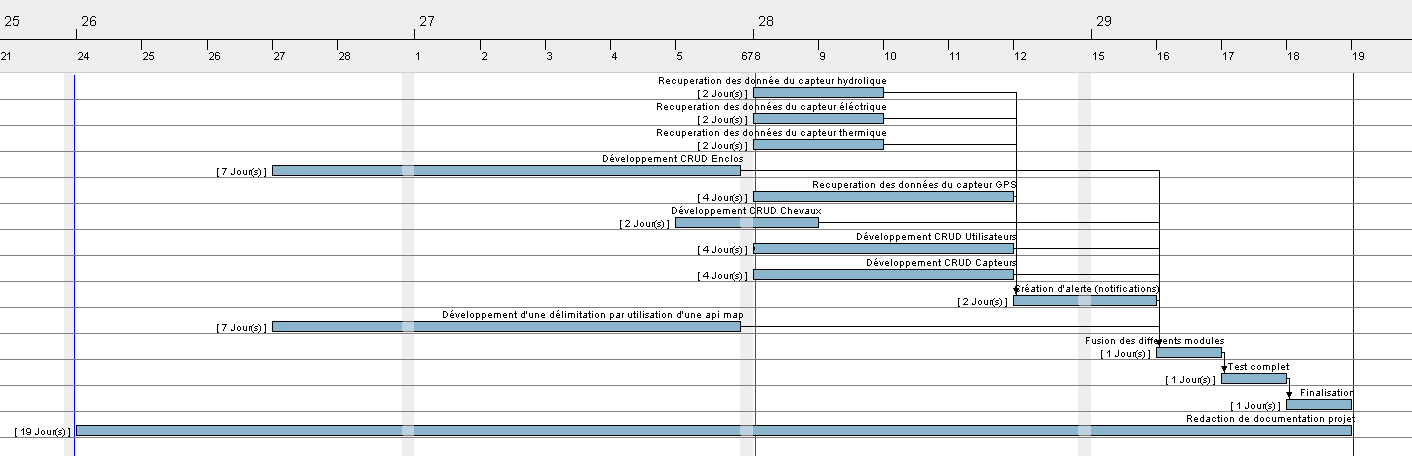 25 26 27 28 29
21 24 25 26 27 28 1 2 3 4 5 6 7 8 9 10 11 12 15 16 17 18 19
Recuperation des donnée du capteur hydrolique
[ 2 Jour(s) ]
Recuperation des données du capteur éléctrique
[ 2 Jour(s) ]
Recuperation des données du capteur thermique
[ 2 Jour(s) ]
Développement CRUD Enclos
[ 7 Jour(s) ]
Recuperation des données du capteur GPS
[ 4 Jour(s) ]
Développement CRUD Chevaux
[ 2 Jour(s) ]
Développement CRUD Utilisateurs
[ 4 Jour(s) ]
Développement CRUD Capteurs
[ 4 Jour(s) ]
Création d'alerte (notifications)
[ 2 Jour(s) ]
Développement d'une délimitation par utilisation d'une api map
[ 7 Jour(s) ]
Fusion des differents modules
[ 1 Jour(s) ]
Test complet
[ 1 Jour(s) ]
Finalisation
[ 1 Jour(s) ]
Redaction de documentation projet
[ 19 Jour(s) ]